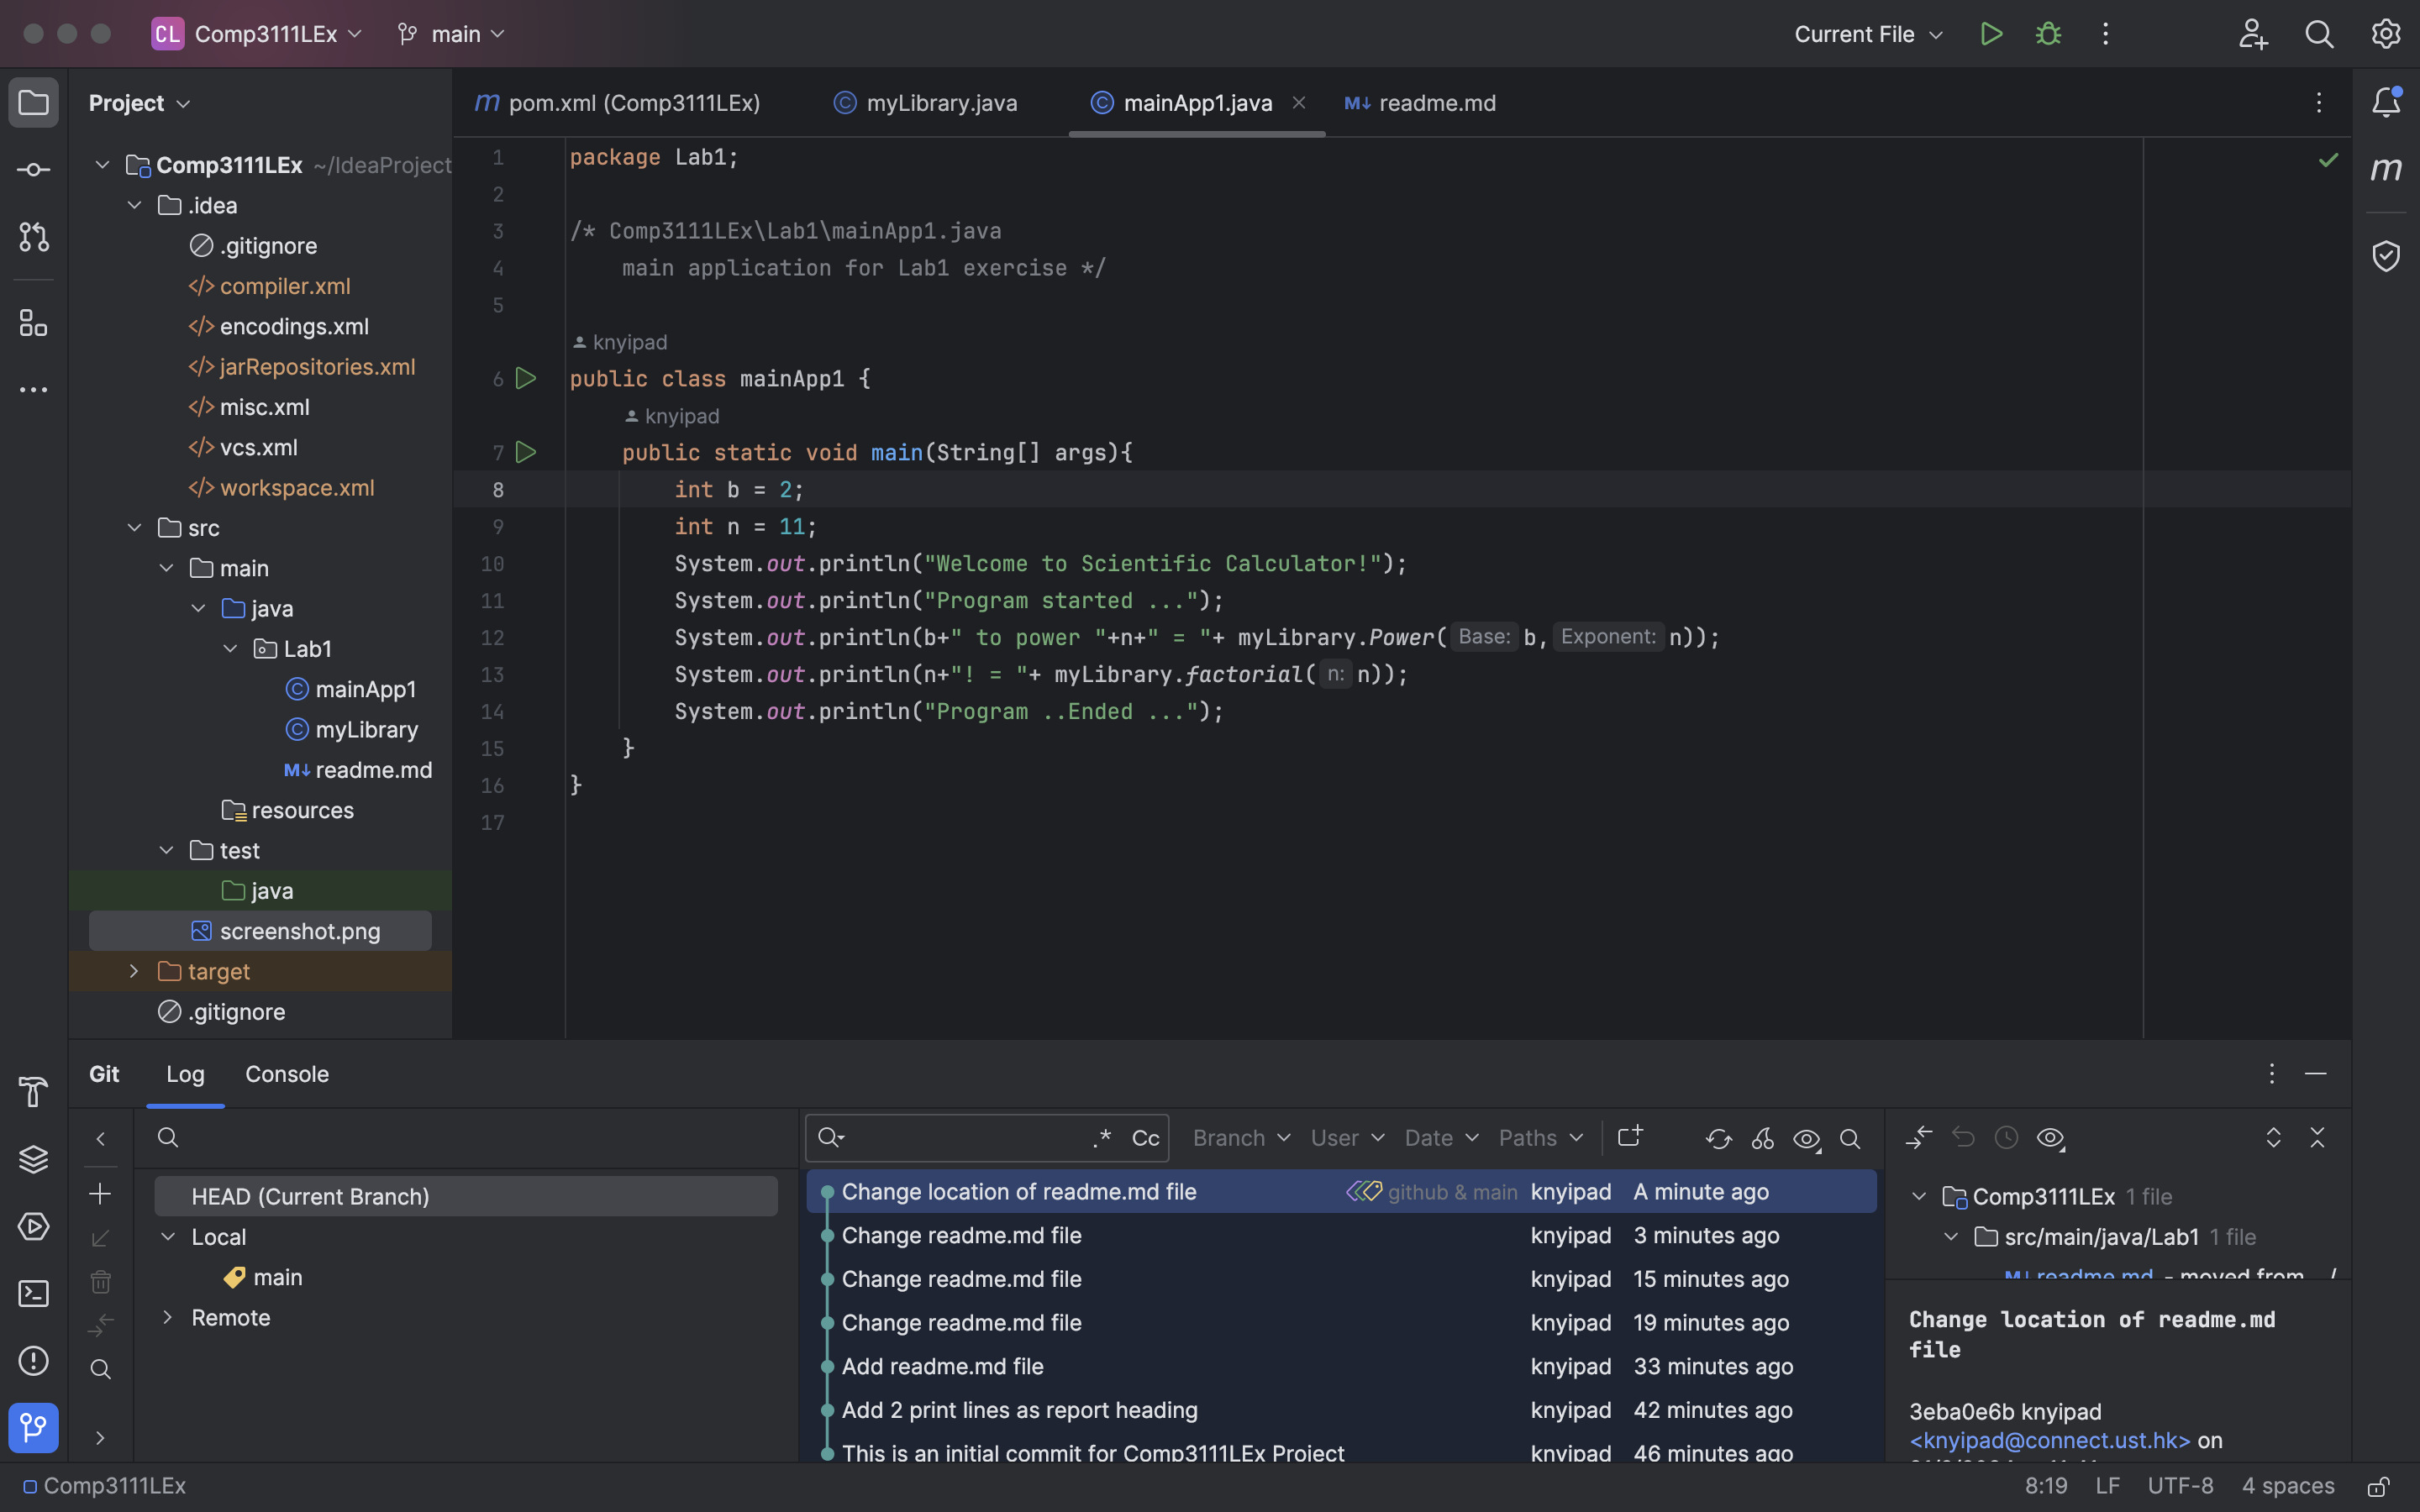 CL Comp3111LEx main Current File
Project
pom.xml (Comp3111LEx) myLibrary.java mainApp1.java readme.md
Comp3111LEx ~/IdeaProject
.idea
.gitignore
compiler.xml
encodings.xml
jarRepositories.xml
misc.xml
vcs.xml
workspace.xml
src
main
java
Lab1
mainApp1
myLibrary
readme.md
resources
test
java
screenshot.png
target
.gitignore
1 package Lab1;
2
3 /* Comp3111LEx\Lab1\mainApp1.java
4 main application for Lab1 exercise */
5
knyipad
6 public class mainApp1 {
knyipad
7 public static void main(String[] args){
8 int b = 2;
9 int n = 11;
10 System.out.println("Welcome to Scientific Calculator!");
11 System.out.println("Program started ...");
12 System.out.println(b+" to power "+n+" = "+ myLibrary.Power( Base: b, Exponent: n));
13 System.out.println(n+"! = "+ myLibrary.factorial( n: n));
14 System.out.println("Program ..Ended ...");
15 }
16 }
17
Git Log Console
.* Cc Branch User Date Paths
HEAD (Current Branch)
Local
main
Remote
Change location of readme.md file github & main knyipad A minute ago
Change readme.md file knyipad 3 minutes ago
Change readme.md file knyipad 15 minutes ago
Change readme.md file knyipad 19 minutes ago
Add readme.md file knyipad 33 minutes ago
Add 2 print lines as report heading knyipad 42 minutes ago
This is an initial commit for Comp3111LEx Project knyipad 46 minutes ago
Comp3111LEx 1 file
src/main/java/Lab1 1 file
readme.md - moved from
Change location of readme.md
file
3eba0e6b knyipad
<knyipad@connect.ust.hk> on
Comp3111LEx 8:19 LF UTF-8 4 spaces